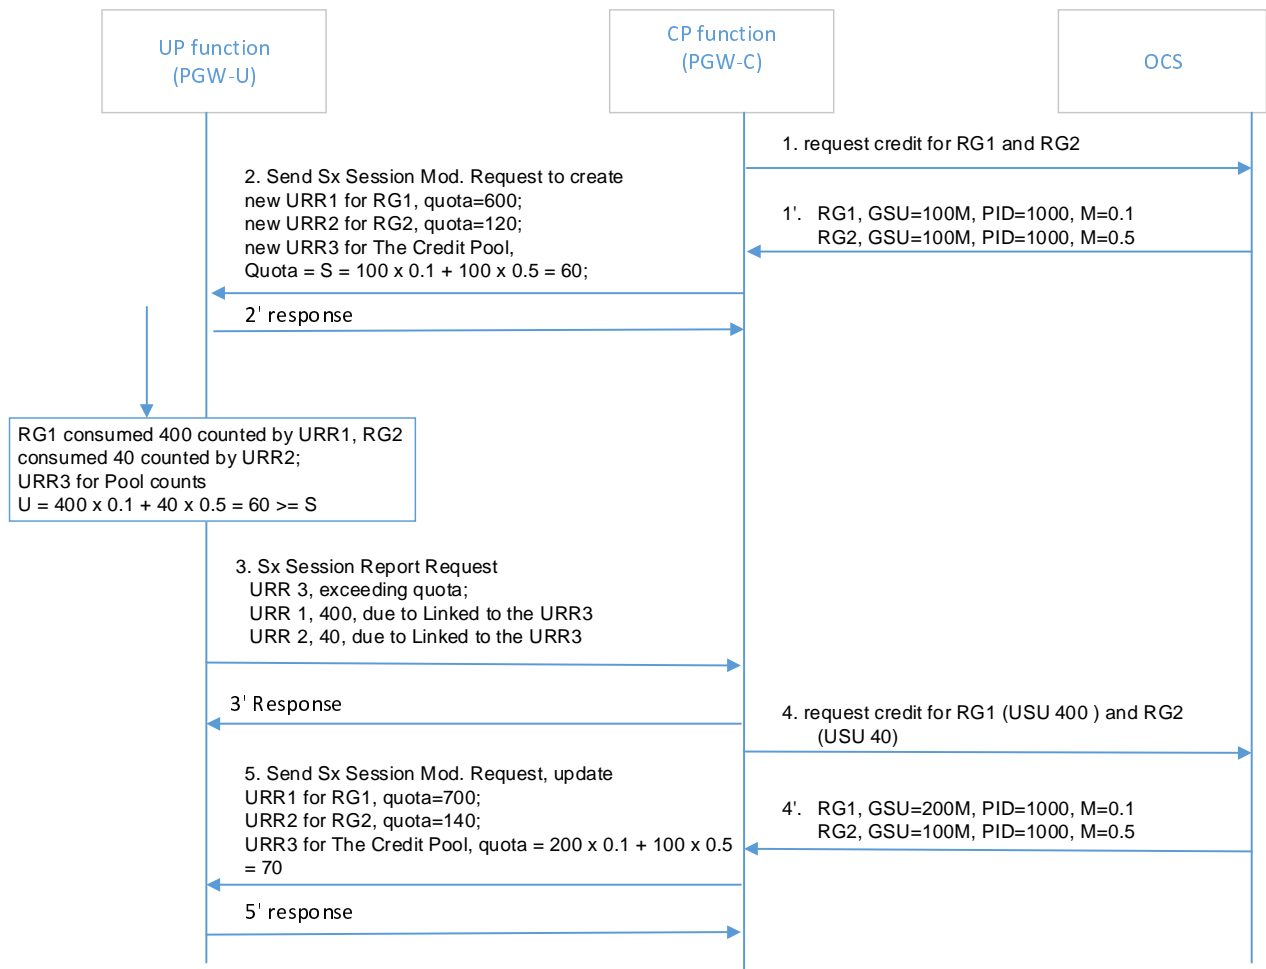 UP function
(PGW-U)
CP function
(PGW-C)
OCS
1. request credit for RG1 and RG2
2. Send Sx Session Mod. Request to create
new URR1 for RG1, quota=600;
new URR2 for RG2, quota=120;
new URR3 for The Credit Pool,
Quota = S = 100 x 0.1 + 100 x 0.5 = 60;
1'. RG1, GSU=100M, PID=1000, M=0.1
RG2, GSU=100M, PID=1000, M=0.5
2' response
RG1 consumed 400 counted by URR1, RG2
consumed 40 counted by URR2;
URR3 for Pool counts
U = 400 x 0.1 + 40 x 0.5 = 60 >= S
3. Sx Session Report Request
URR 3, exceeding quota;
URR 1, 400, due to Linked to the URR3
URR 2, 40, due to Linked to the URR3
3' Response
4. request credit for RG1 (USU 400 ) and RG2
(USU 40)
5. Send Sx Session Mod. Request, update
URR1 for RG1, quota=700;
URR2 for RG2, quota=140;
URR3 for The Credit Pool, quota = 200 x 0.1 + 100 x 0.5
= 70
4'. RG1, GSU=200M, PID=1000, M=0.1
RG2, GSU=100M, PID=1000, M=0.5
5' response